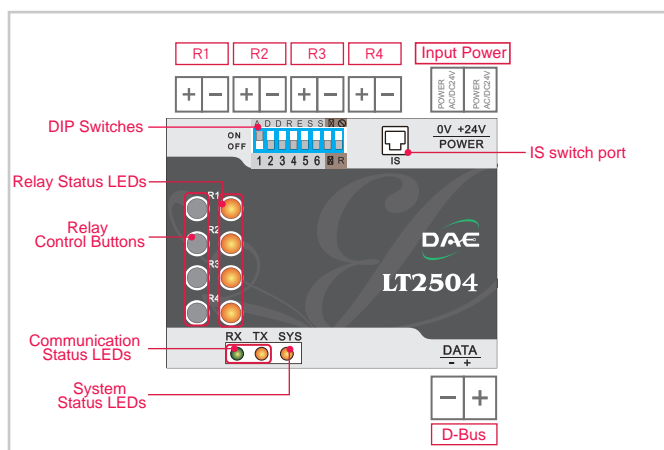 R1 R2 R3 R4 Input Power
+ − + − + − + −
POWER AC/DC24V POWER AC/DC24V
DIP Switches
A D D R E S S
ON
OFF
1 2 3 4 5 6 R
IS
0V +24V
POWER
IS switch port
Relay Status LEDs
R1
Relay
Control Buttons
R2
R3
R4
DAE
LT2504
Communication
Status LEDs
RX TX SYS
System
Status LEDs
DATA
− +
− +
D-Bus